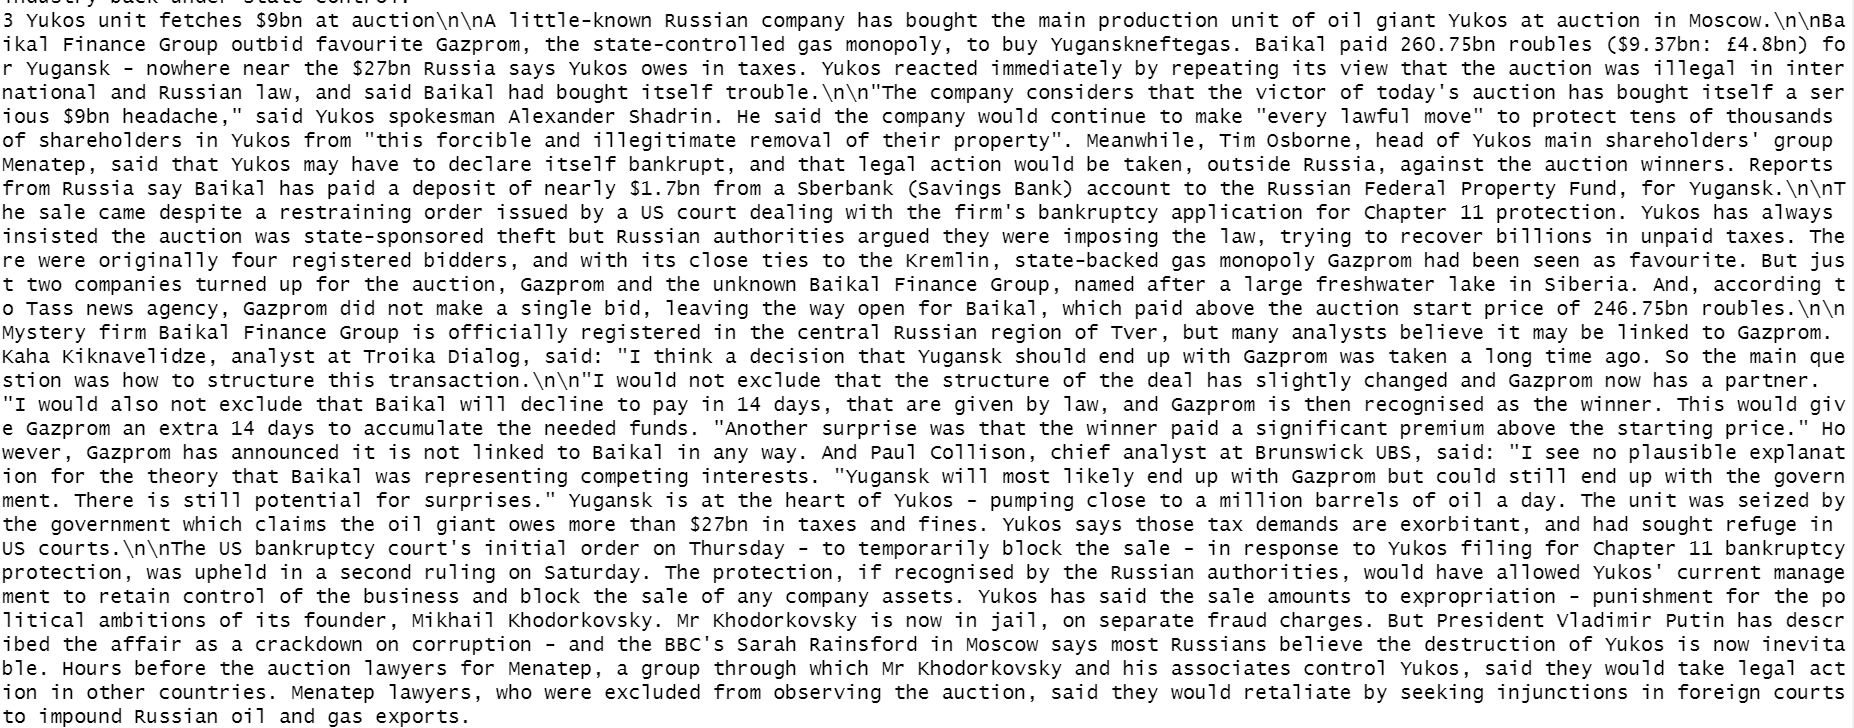 industry back under state control.
3 Yukos unit fetches $9bn at auction\n\nA little-known Russian company has bought the main production unit of oil giant Yukos at auction in Moscow.\n\nBa
ikal Finance Group outbid favourite Gazprom, the state-controlled gas monopoly, to buy Yuganskneftegas. Baikal paid 260.75bn roubles ($9.37bn: £4.8bn) fo
r Yugansk - nowhere near the $27bn Russia says Yukos owes in taxes. Yukos reacted immediately by repeating its view that the auction was illegal in inter
national and Russian law, and said Baikal had bought itself trouble.\n\n"The company considers that the victor of today's auction has bought itself a ser
ious $9bn headache," said Yukos spokesman Alexander Shadrin. He said the company would continue to make "every lawful move" to protect tens of thousands
of shareholders in Yukos from "this forcible and illegitimate removal of their property". Meanwhile, Tim Osborne, head of Yukos main shareholders' group
Menatep, said that Yukos may have to declare itself bankrupt, and that legal action would be taken, outside Russia, against the auction winners. Reports
from Russia say Baikal has paid a deposit of nearly $1.7bn from a Sberbank (Savings Bank) account to the Russian Federal Property Fund, for Yugansk.\n\nT
he sale came despite a restraining order issued by a US court dealing with the firm's bankruptcy application for Chapter 11 protection. Yukos has always
insisted the auction was state-sponsored theft but Russian authorities argued they were imposing the law, trying to recover billions in unpaid taxes. The
re were originally four registered bidders, and with its close ties to the Kremlin, state-backed gas monopoly Gazprom had been seen as favourite. But jus
t two companies turned up for the auction, Gazprom and the unknown Baikal Finance Group, named after a large freshwater lake in Siberia. And, according t
o Tass news agency, Gazprom did not make a single bid, leaving the way open for Baikal, which paid above the auction start price of 246.75bn roubles.\n\n
Mystery firm Baikal Finance Group is officially registered in the central Russian region of Tver, but many analysts believe it may be linked to Gazprom.
Kaha Kiknavelidze, analyst at Troika Dialog, said: "I think a decision that Yugansk should end up with Gazprom was taken a long time ago. So the main que
stion was how to structure this transaction.\n\n"I would not exclude that the structure of the deal has slightly changed and Gazprom now has a partner.
"I would also not exclude that Baikal will decline to pay in 14 days, that are given by law, and Gazprom is then recognised as the winner. This would giv
e Gazprom an extra 14 days to accumulate the needed funds. "Another surprise was that the winner paid a significant premium above the starting price." Ho
wever, Gazprom has announced it is not linked to Baikal in any way. And Paul Collison, chief analyst at Brunswick UBS, said: "I see no plausible explanat
ion for the theory that Baikal was representing competing interests. "Yugansk will most likely end up with Gazprom but could still end up with the govern
ment. There is still potential for surprises." Yugansk is at the heart of Yukos - pumping close to a million barrels of oil a day. The unit was seized by
the government which claims the oil giant owes more than $27bn in taxes and fines. Yukos says those tax demands are exorbitant, and had sought refuge in
US courts.\n\nThe US bankruptcy court's initial order on Thursday - to temporarily block the sale - in response to Yukos filing for Chapter 11 bankruptcy
protection, was upheld in a second ruling on Saturday. The protection, if recognised by the Russian authorities, would have allowed Yukos' current manage
ment to retain control of the business and block the sale of any company assets. Yukos has said the sale amounts to expropriation - punishment for the po
litical ambitions of its founder, Mikhail Khodorkovsky. Mr Khodorkovsky is now in jail, on separate fraud charges. But President Vladimir Putin has descr
ibed the affair as a crackdown on corruption - and the BBC's Sarah Rainsford in Moscow says most Russians believe the destruction of Yukos is now inevita
ble. Hours before the auction lawyers for Menatep, a group through which Mr Khodorkovsky and his associates control Yukos, said they would take legal act
ion in other countries. Menatep lawyers, who were excluded from observing the auction, said they would retaliate by seeking injunctions in foreign courts
to impound Russian oil and gas exports.